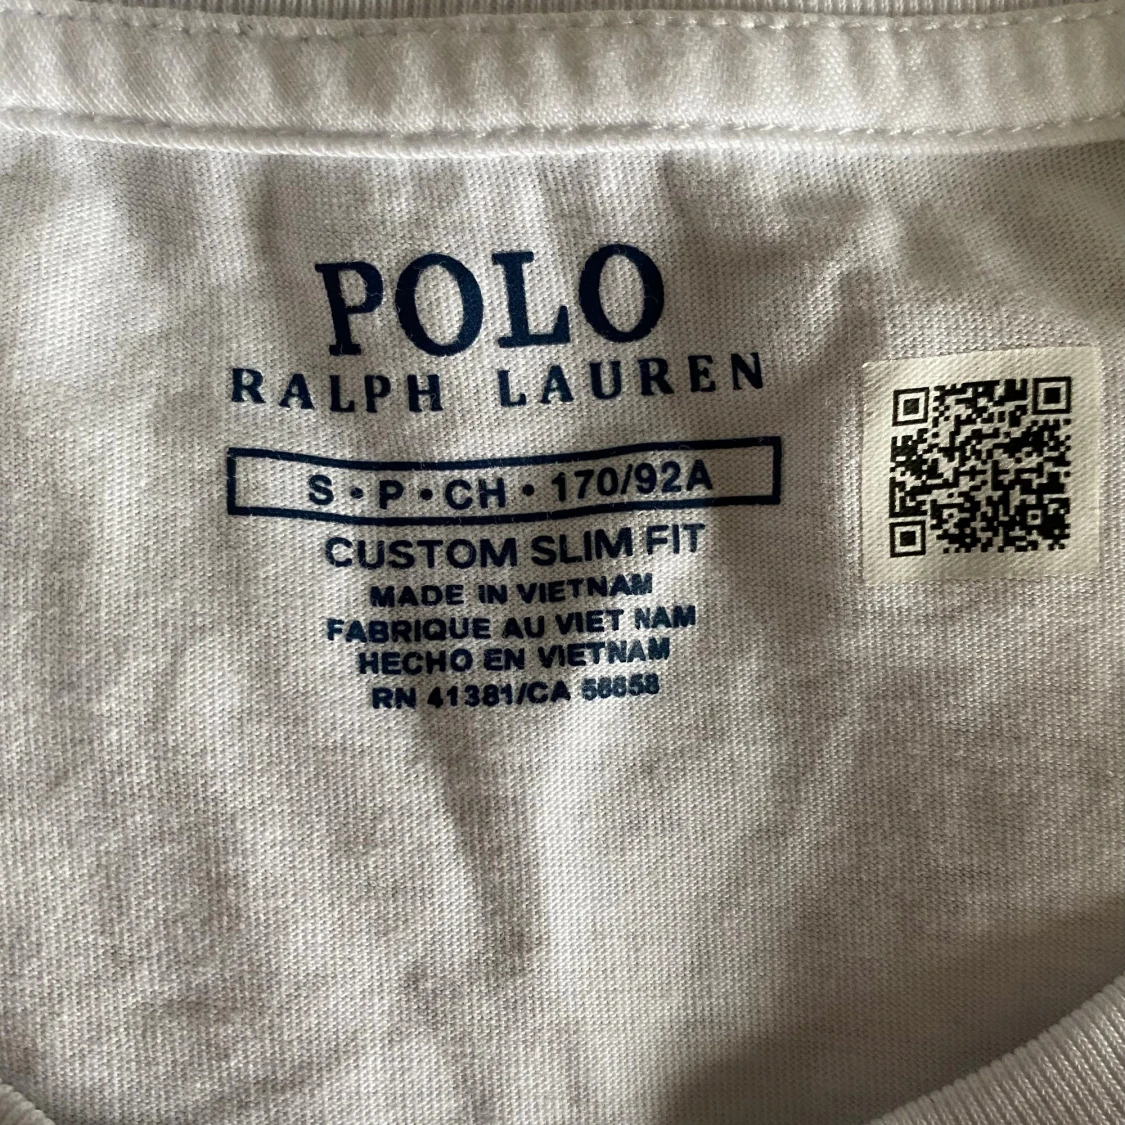 POLO
RALPH LAUREN
S • P • CH • 170/92A
CUSTOM SLIM FIT
MADE IN VIETNAM
FABRIQUE AU VIET NAM
HECHO EN VIETNAM
RN 41381/CA